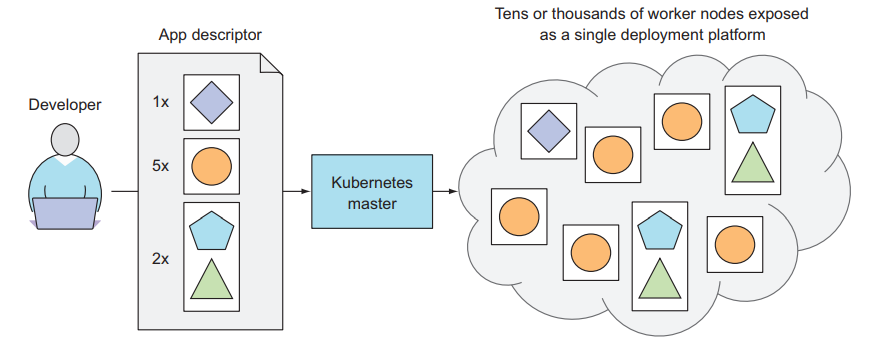 Tens or thousands of worker nodes exposed
as a single deployment platform
App descriptor
Developer
1x
5x
2x
Kubernetes
master